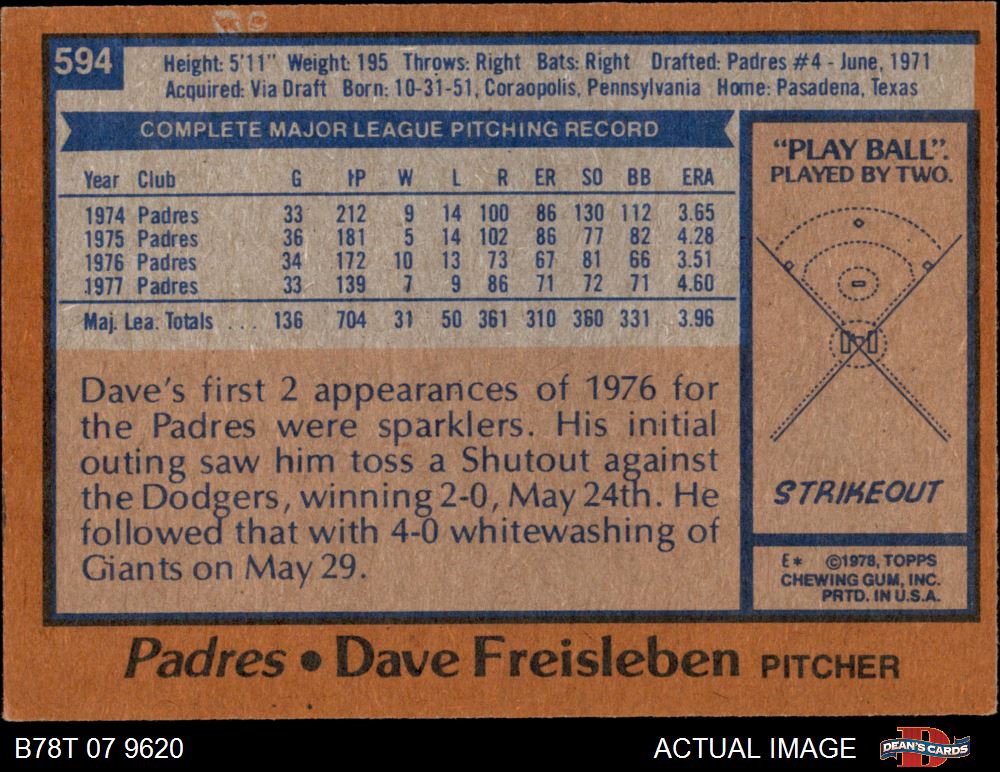 594
Height: 5'11" Weight: 195 Throws: Right Bats: Right Drafted: Padres #4 - June, 1971
Acquired: Via Draft Born: 10-31-51, Coraopolis, Pennsylvania Home: Pasadena, Texas
COMPLETE MAJOR LEAGUE PITCHING RECORD
Year Club G IP W L R ER SO BB ERA
1974 Padres 33 212 9 14 100 86 130 112 3.65
1975 Padres 36 181 5 14 102 86 77 82 4.28
1976 Padres 34 172 10 13 73 67 81 66 3.51
1977 Padres 33 139 7 9 86 71 72 71 4.60
Maj. Lea. Totals ... 136 704 31 50 361 310 360 331 3.96
Dave's first 2 appearances of 1976 for
the Padres were sparklers. His initial
outing saw him toss a Shutout against
the Dodgers, winning 2-0, May 24th. He
followed that with 4-0 whitewashing of
Giants on May 29.
"PLAY BALL".
PLAYED BY TWO.
STRIKEOUT
E* ©1978, TOPPS
CHEWING GUM, INC.
PRTD. IN U.S.A.
Padres • Dave Freisleben PITCHER
B78T 07 9620
ACTUAL IMAGE
DEAN'S CARDS